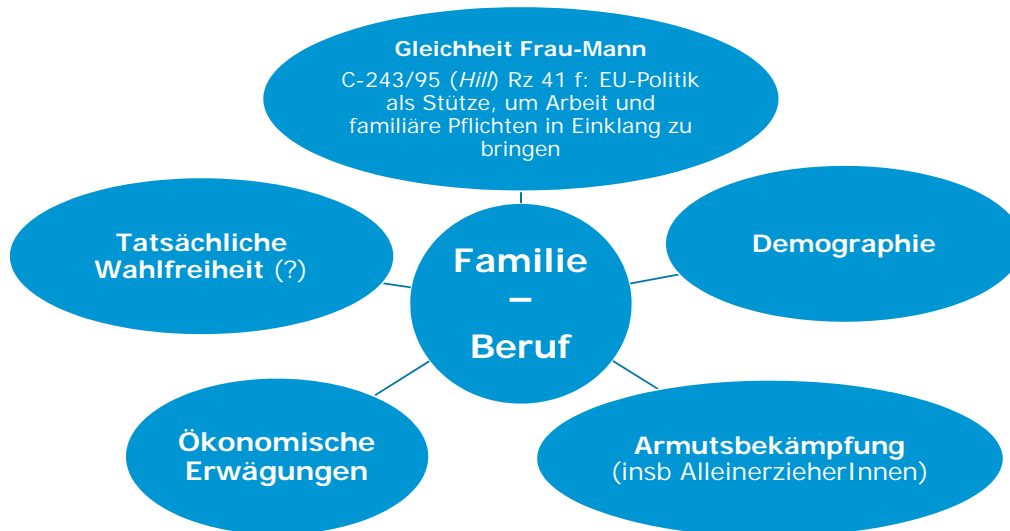 Gleichheit Frau-Mann
C-243/95 (Hill) Rz 41 f: EU-Politik
als Stütze, um Arbeit und
familiäre Pflichten in Einklang zu
bringen
Tatsächliche
Wahlfreiheit (?)
Familie
–
Beruf
Demographie
Ökonomische
Erwägungen
Armutsbekämpfung
(insb AlleinerzieherInnen)